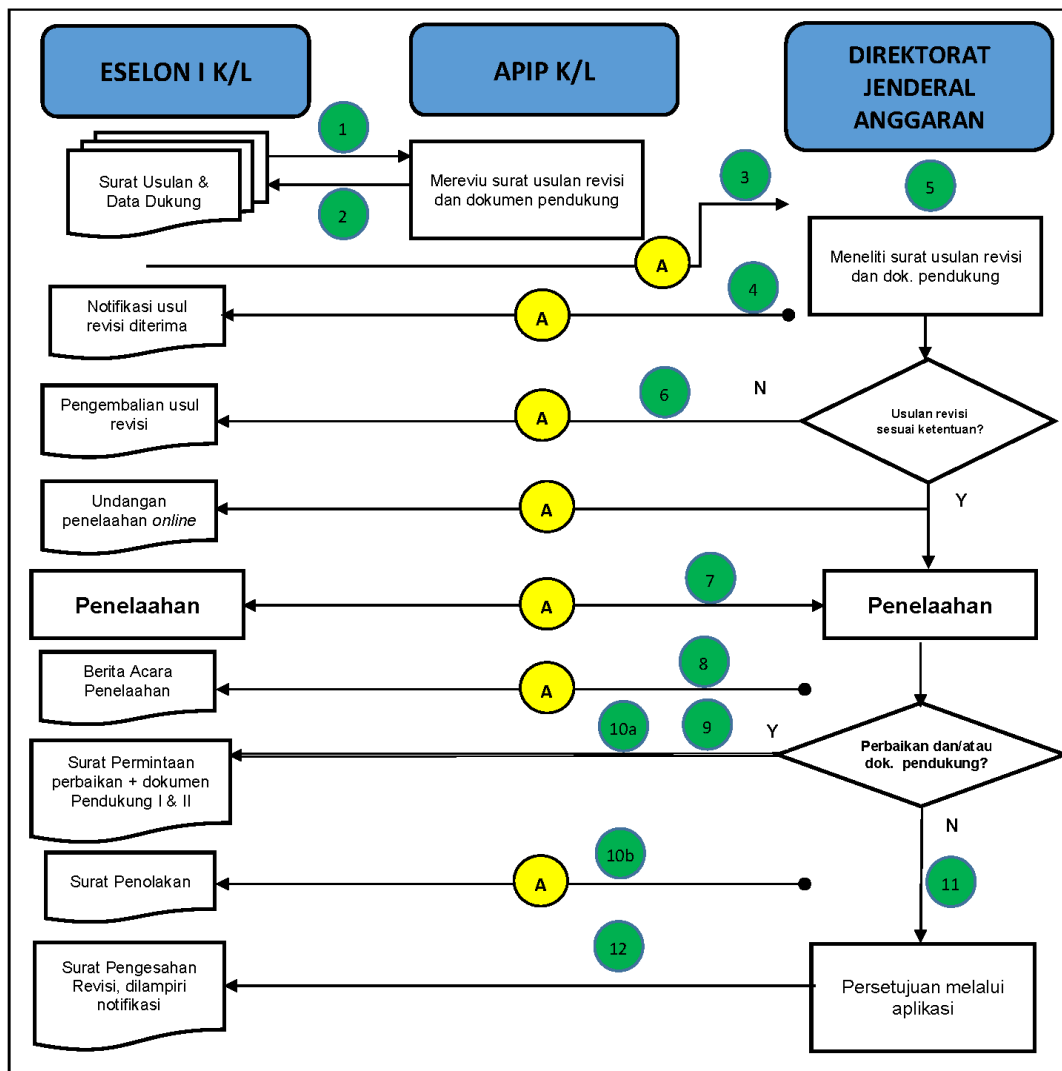 ESELON I K/L
APIP K/L
DIREKTORAT
JENDERAL
ANGGARAN
1
Surat Usulan &
Data Dukung
2
Mereviu surat usulan revisi
dan dokumen pendukung
3
5
A
Meneliti surat usulan revisi
dan dok. pendukung
Notifikasi usul
revisi diterima
A
4
Pengembalian usul
revisi
A
6
N
Usulan revisi
sesuai ketentuan?
Undangan
penelaahan online
A
Y
Penelaahan
A
7
Penelaahan
Berita Acara
Penelaahan
A
8
10a
9
Y
Perbaikan dan/atau
dok. pendukung?
Surat Permintaan
perbaikan + dokumen
Pendukung I & II
N
10b
Surat Penolakan
A
11
12
Surat Pengesahan
Revisi, dilampiri
notifikasi
Persetujuan melalui
aplikasi